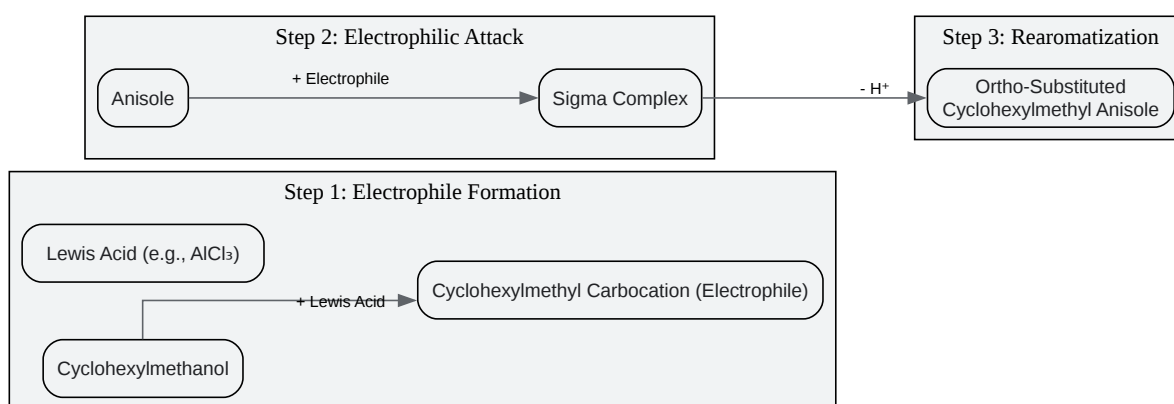 Step 2: Electrophilic Attack
Anisole
+ Electrophile
Sigma Complex
- H⁺
Step 3: Rearomatization
Ortho-Substituted
Cyclohexylmethyl Anisole
Step 1: Electrophile Formation
Lewis Acid (e.g., AlCl₃)
Cyclohexylmethanol
+ Lewis Acid
Cyclohexylmethyl Carbocation (Electrophile)